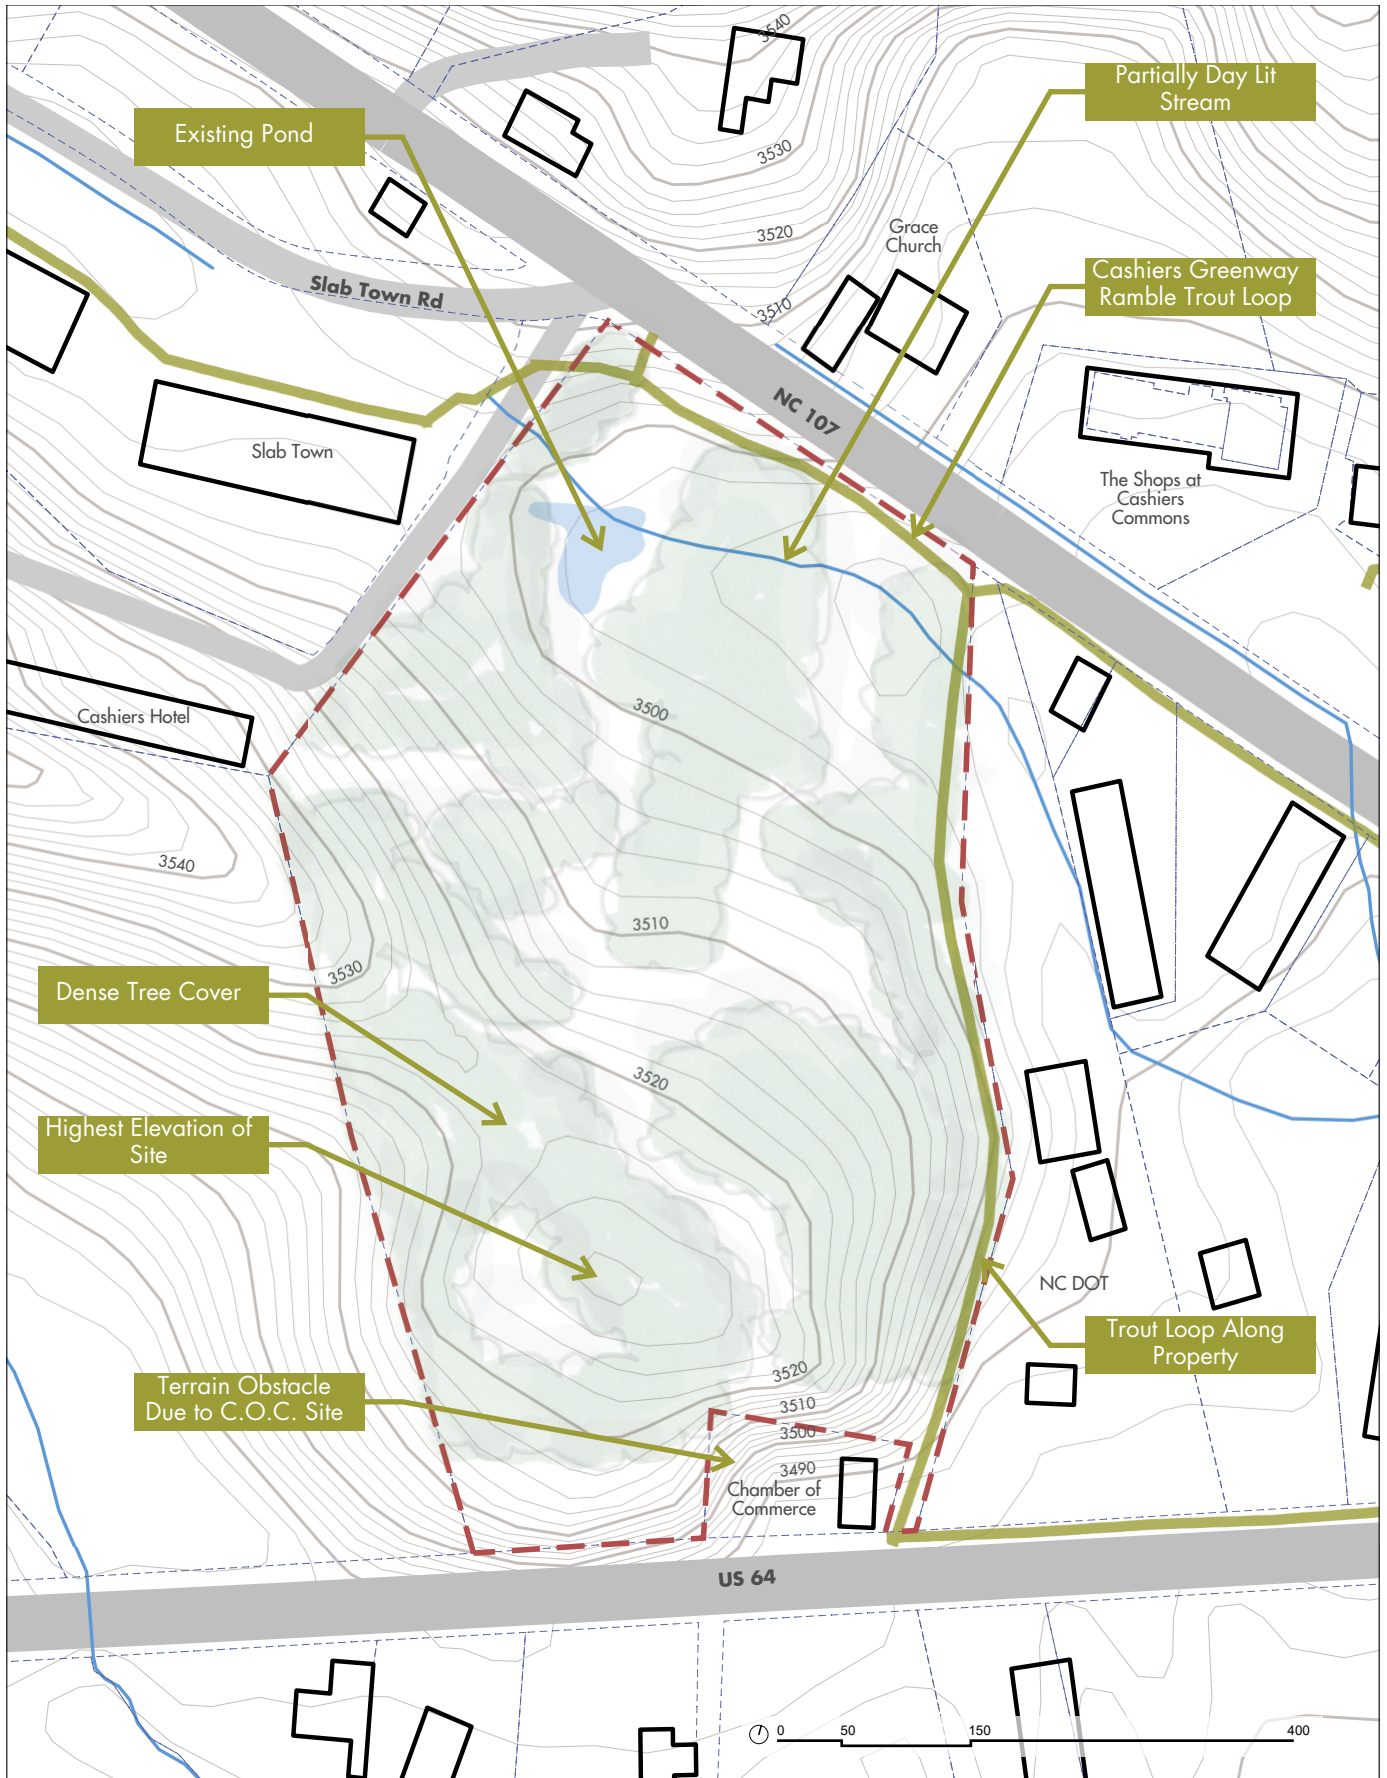 3540
Partially Day Lit
Stream
Existing Pond
3530
3520
Grace
Church
Cashiers Greenway
Ramble Trout Loop
Slab Town Rd
3510
NC 107
Slab Town
The Shops at
Cashiers
Commons
3500
Cashiers Hotel
3540
3510
3530
Dense Tree Cover
3520
Highest Elevation of
Site
NC DOT
Trout Loop Along
Property
3520
Terrain Obstacle
Due to C.O.C. Site
3510
3500
3490
Chamber of
Commerce
US 64
0 50 150 400